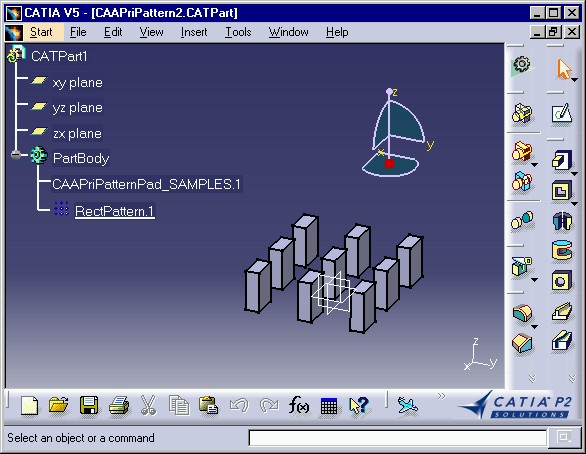 CATIA V5 - [CAAPriPattern2.CATPart]
Start File Edit View Insert Tools Window Help
CATPart1
xy plane
yz plane
zx plane
PartBody
CAAPriPatternPad_SAMPLES.1
RectPattern.1
z
x y
z
x y
f(x)
CATIA P2
SOLUTIONS
Select an object or a command